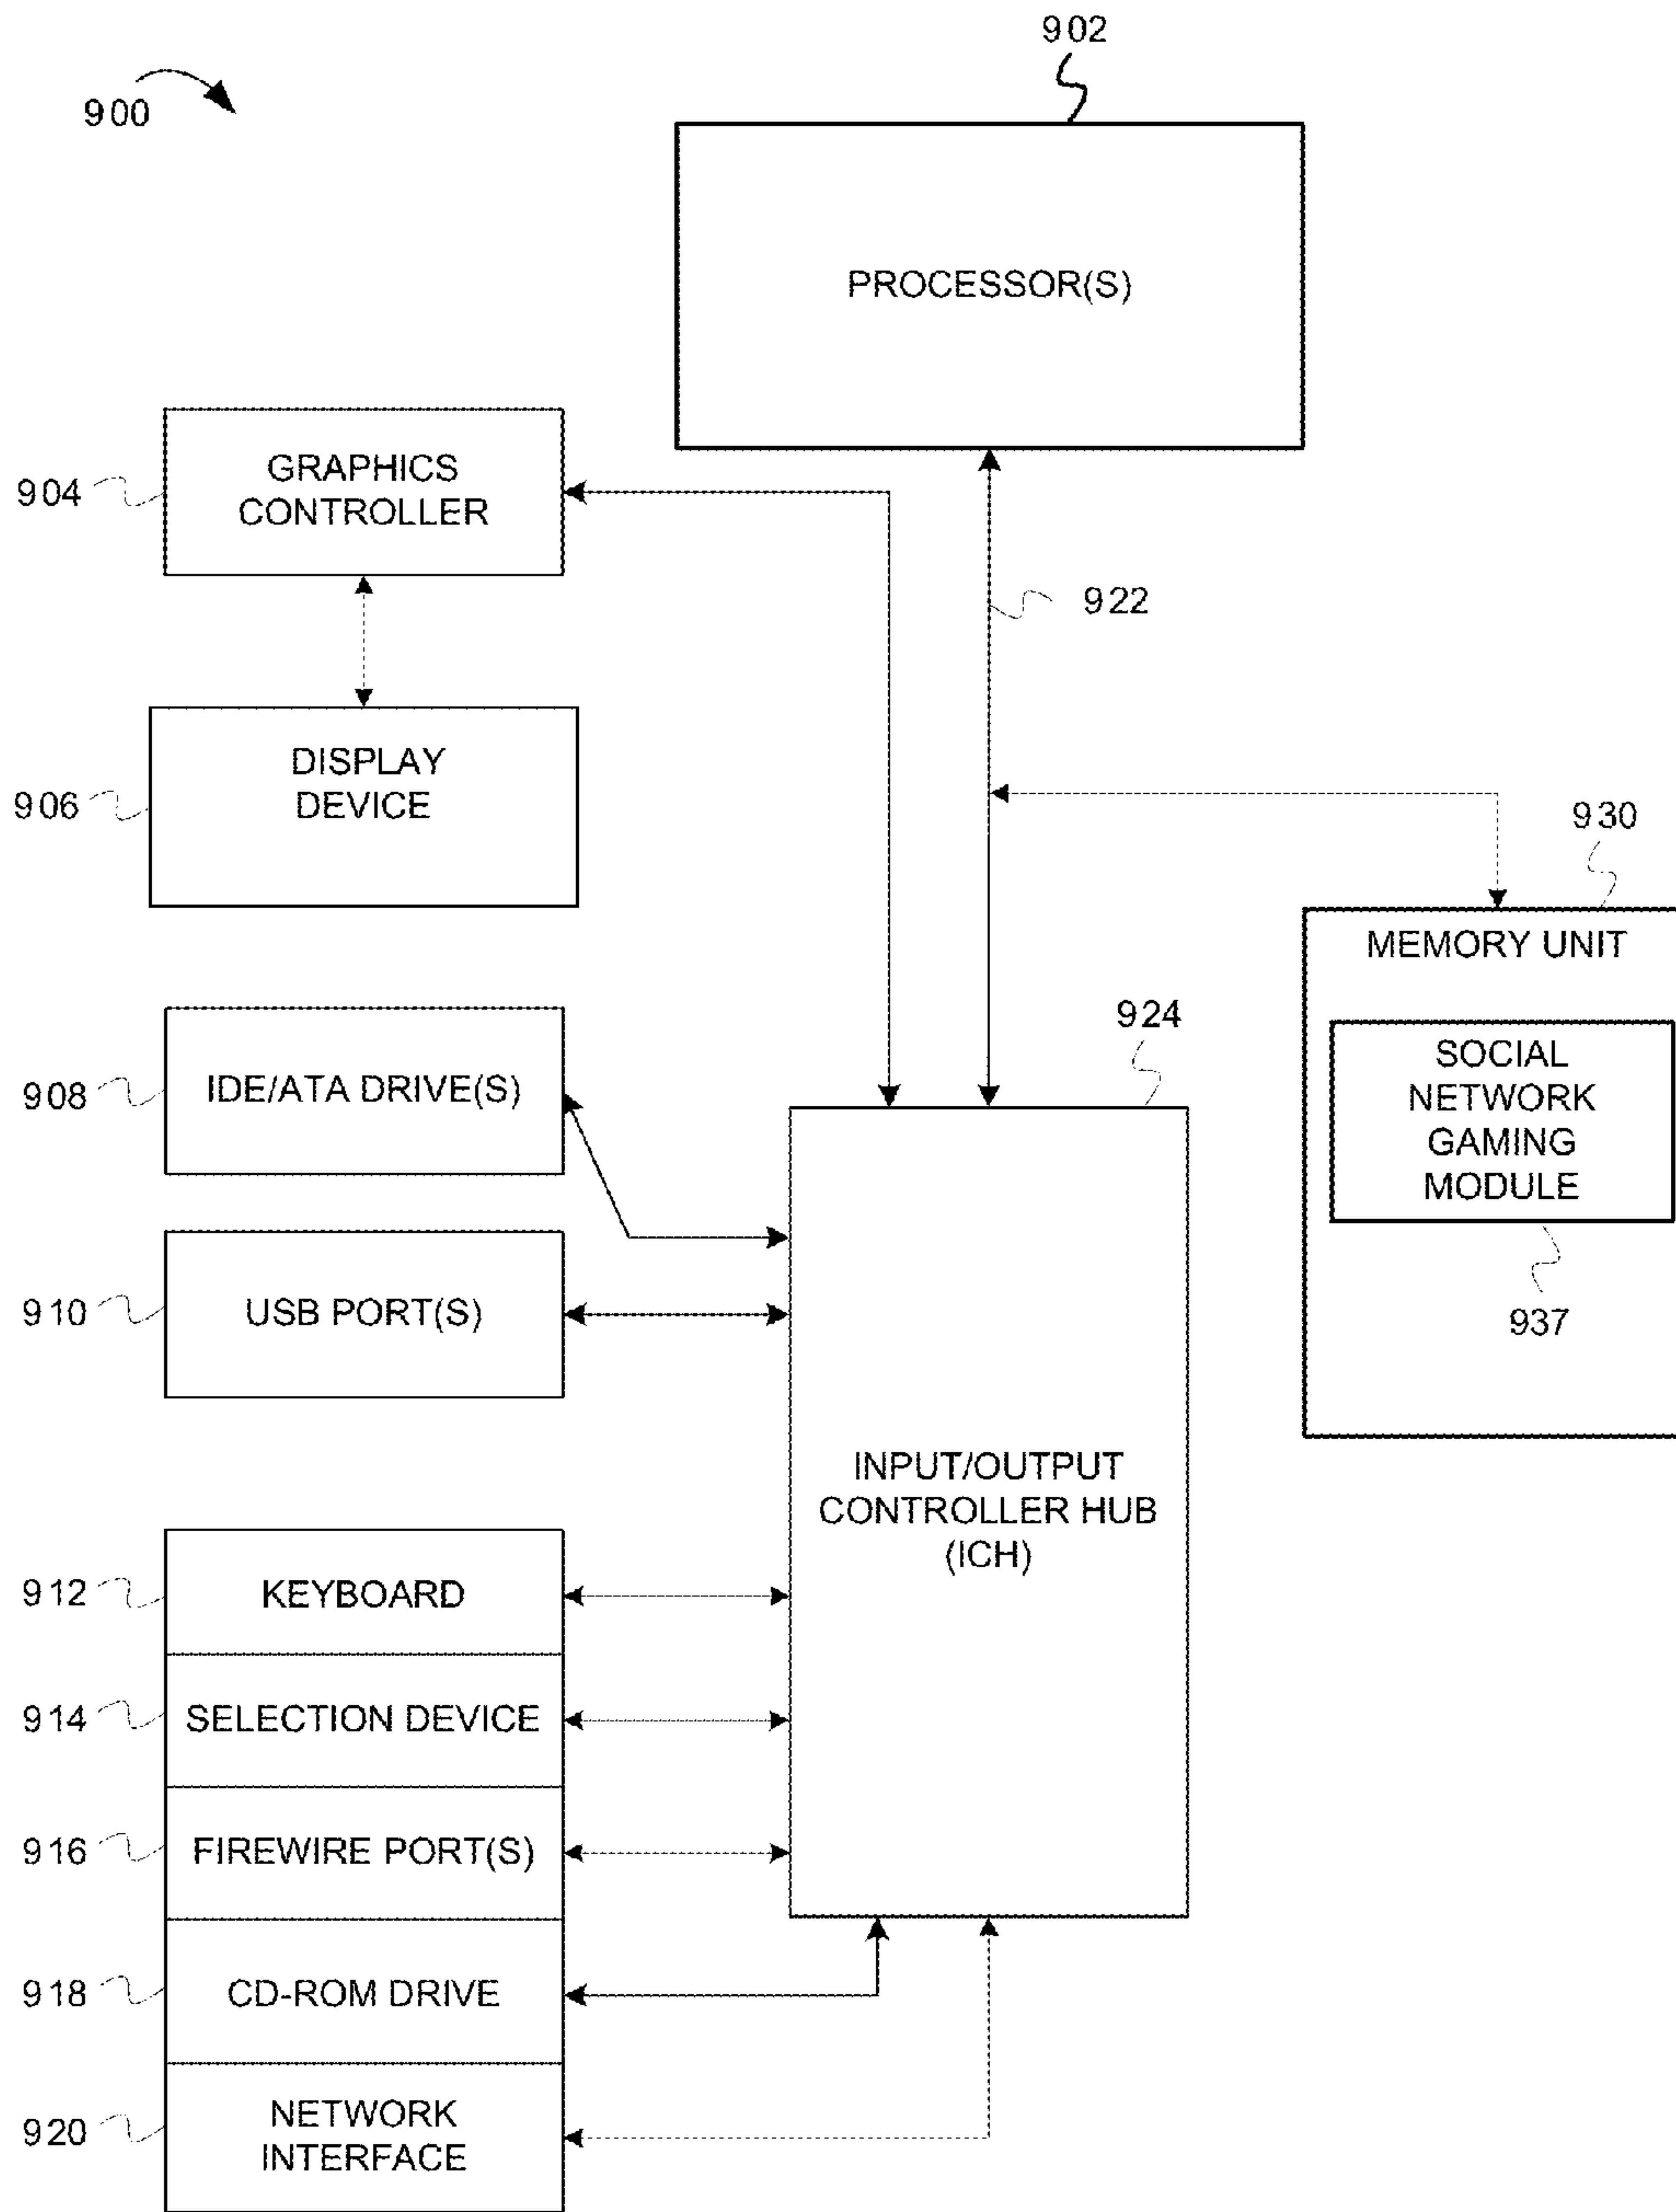 902
900
PROCESSOR(S)
904
GRAPHICS
CONTROLLER
922
906
DISPLAY
DEVICE
930
MEMORY UNIT
924
908
IDE/ATA DRIVE(S)
SOCIAL
NETWORK
GAMING
MODULE
910
USB PORT(S)
937
INPUT/OUTPUT
CONTROLLER HUB
(ICH)
912
KEYBOARD
914
SELECTION DEVICE
916
FIREWIRE PORT(S)
918
CD-ROM DRIVE
920
NETWORK
INTERFACE